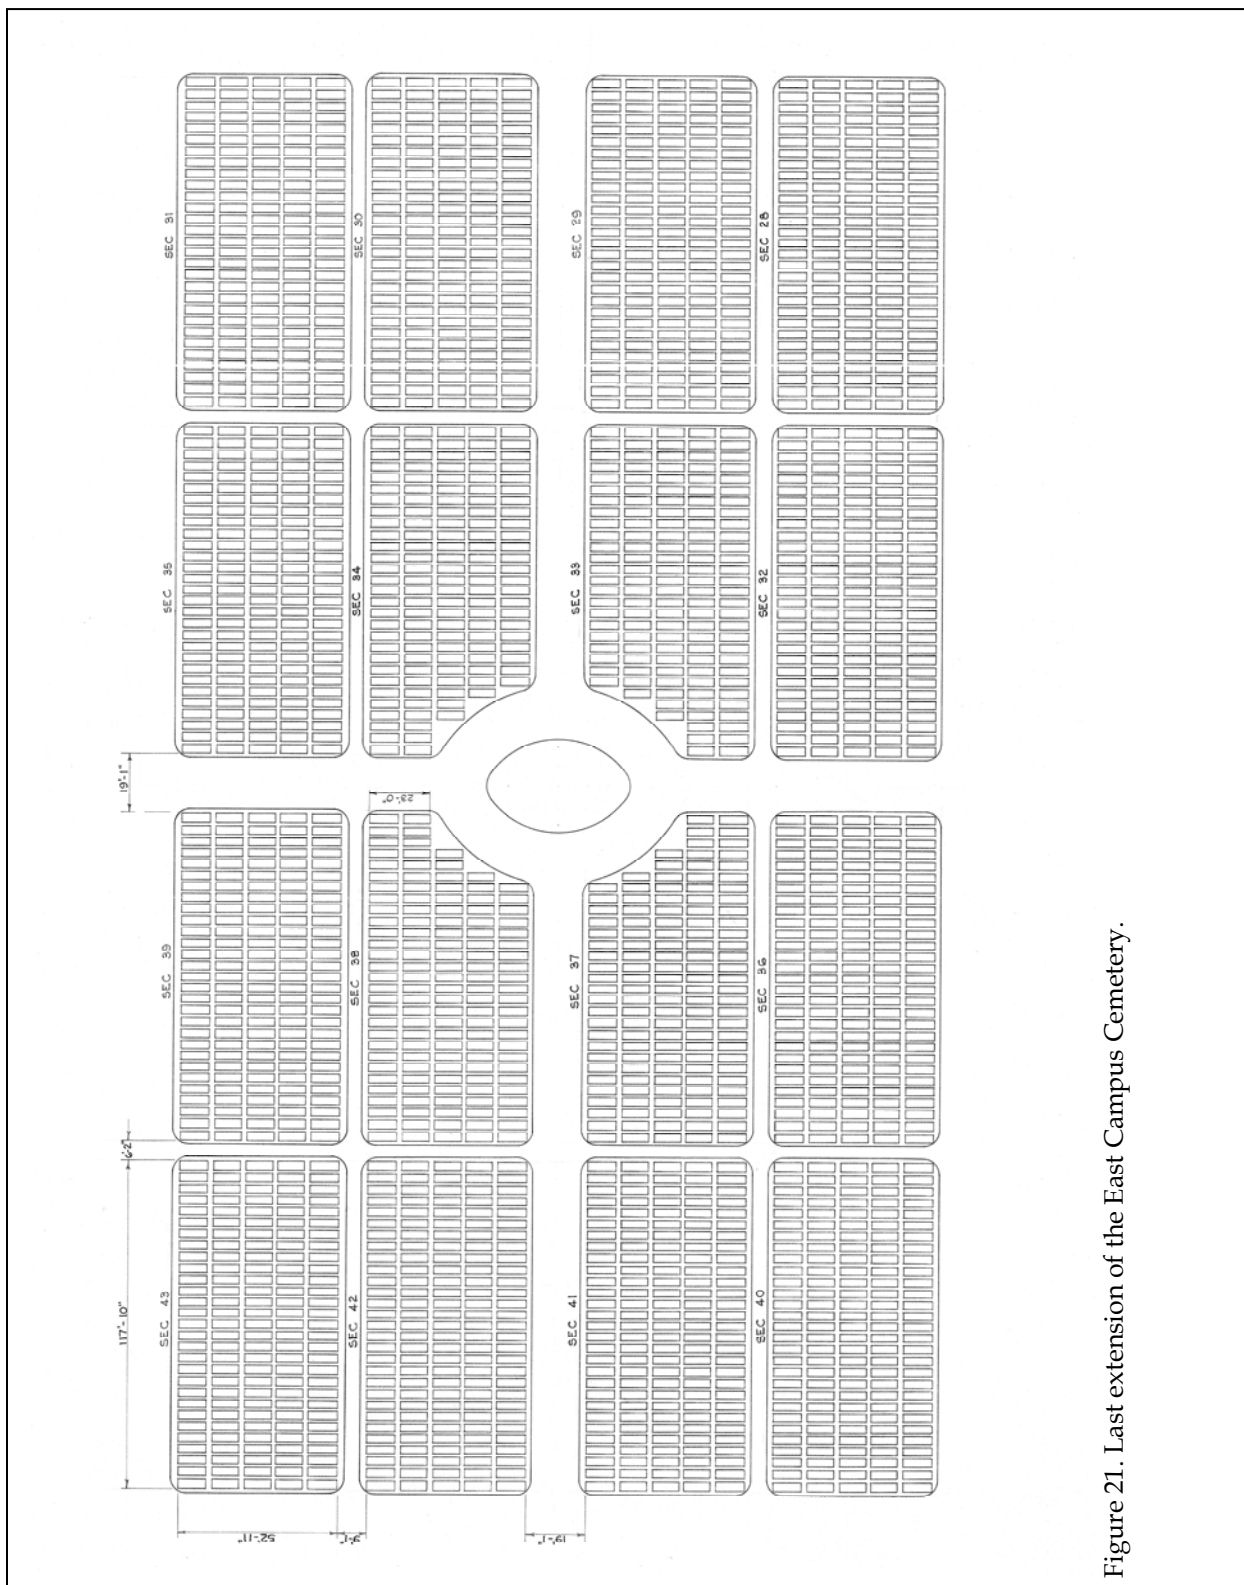 SEC 31
SEC 30
SEC 29
SEC 28
SEC 35
SEC 34
SEC 33
SEC 32
19'-1"
23'-0"
SEC 39
SEC 38
SEC 37
SEC 36
6'-2"
117'-10"
SEC 43
SEC 42
SEC 41
SEC 40
52'-11"
9'-1"
19'-1"
Figure 21. Last extension of the East Campus Cemetery.